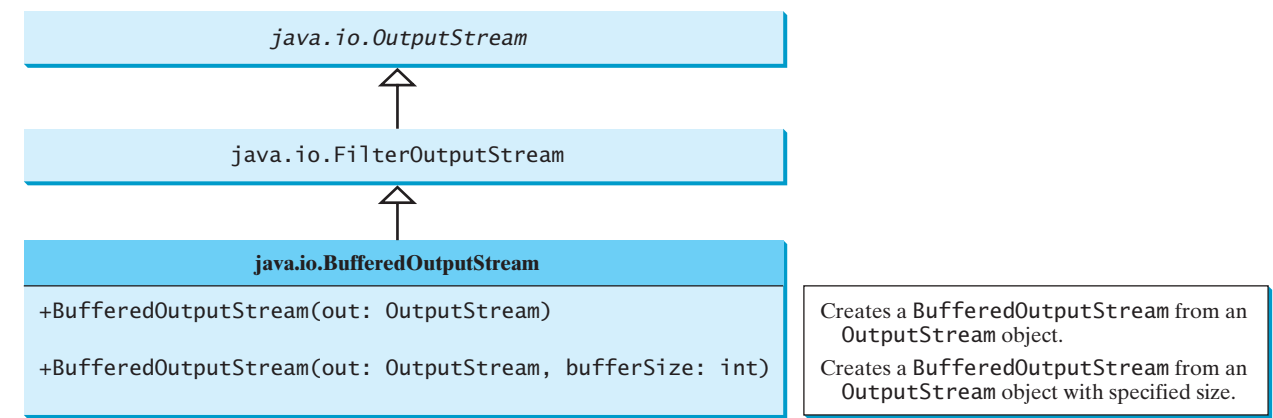 java.io.OutputStream
java.io.FilterOutputStream
java.io.BufferedOutputStream
+BufferedOutputStream(out: OutputStream)
+BufferedOutputStream(out: OutputStream, bufferSize: int)
Creates a BufferedOutputStream from an
OutputStream object.
Creates a BufferedOutputStream from an
OutputStream object with specified size.